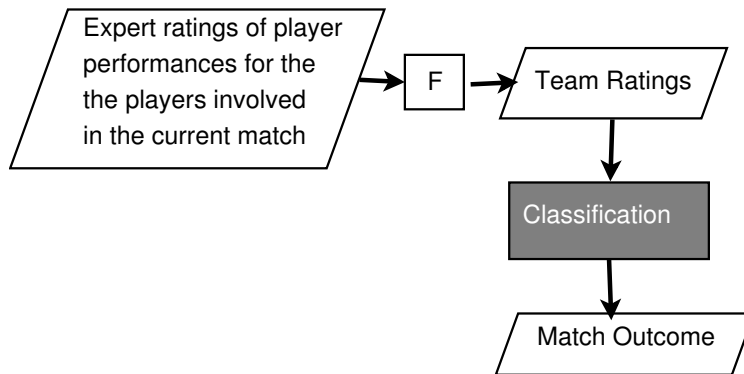 Expert ratings of player
performances for the
the players involved
in the current match
F
Team Ratings
Classification
Match Outcome